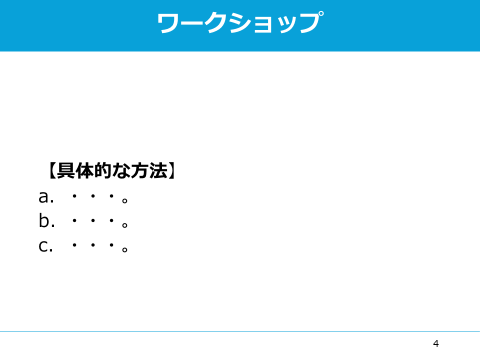 ワークショップ
【具体的な方法】
a. ・・・。
b. ・・・。
c. ・・・。
4